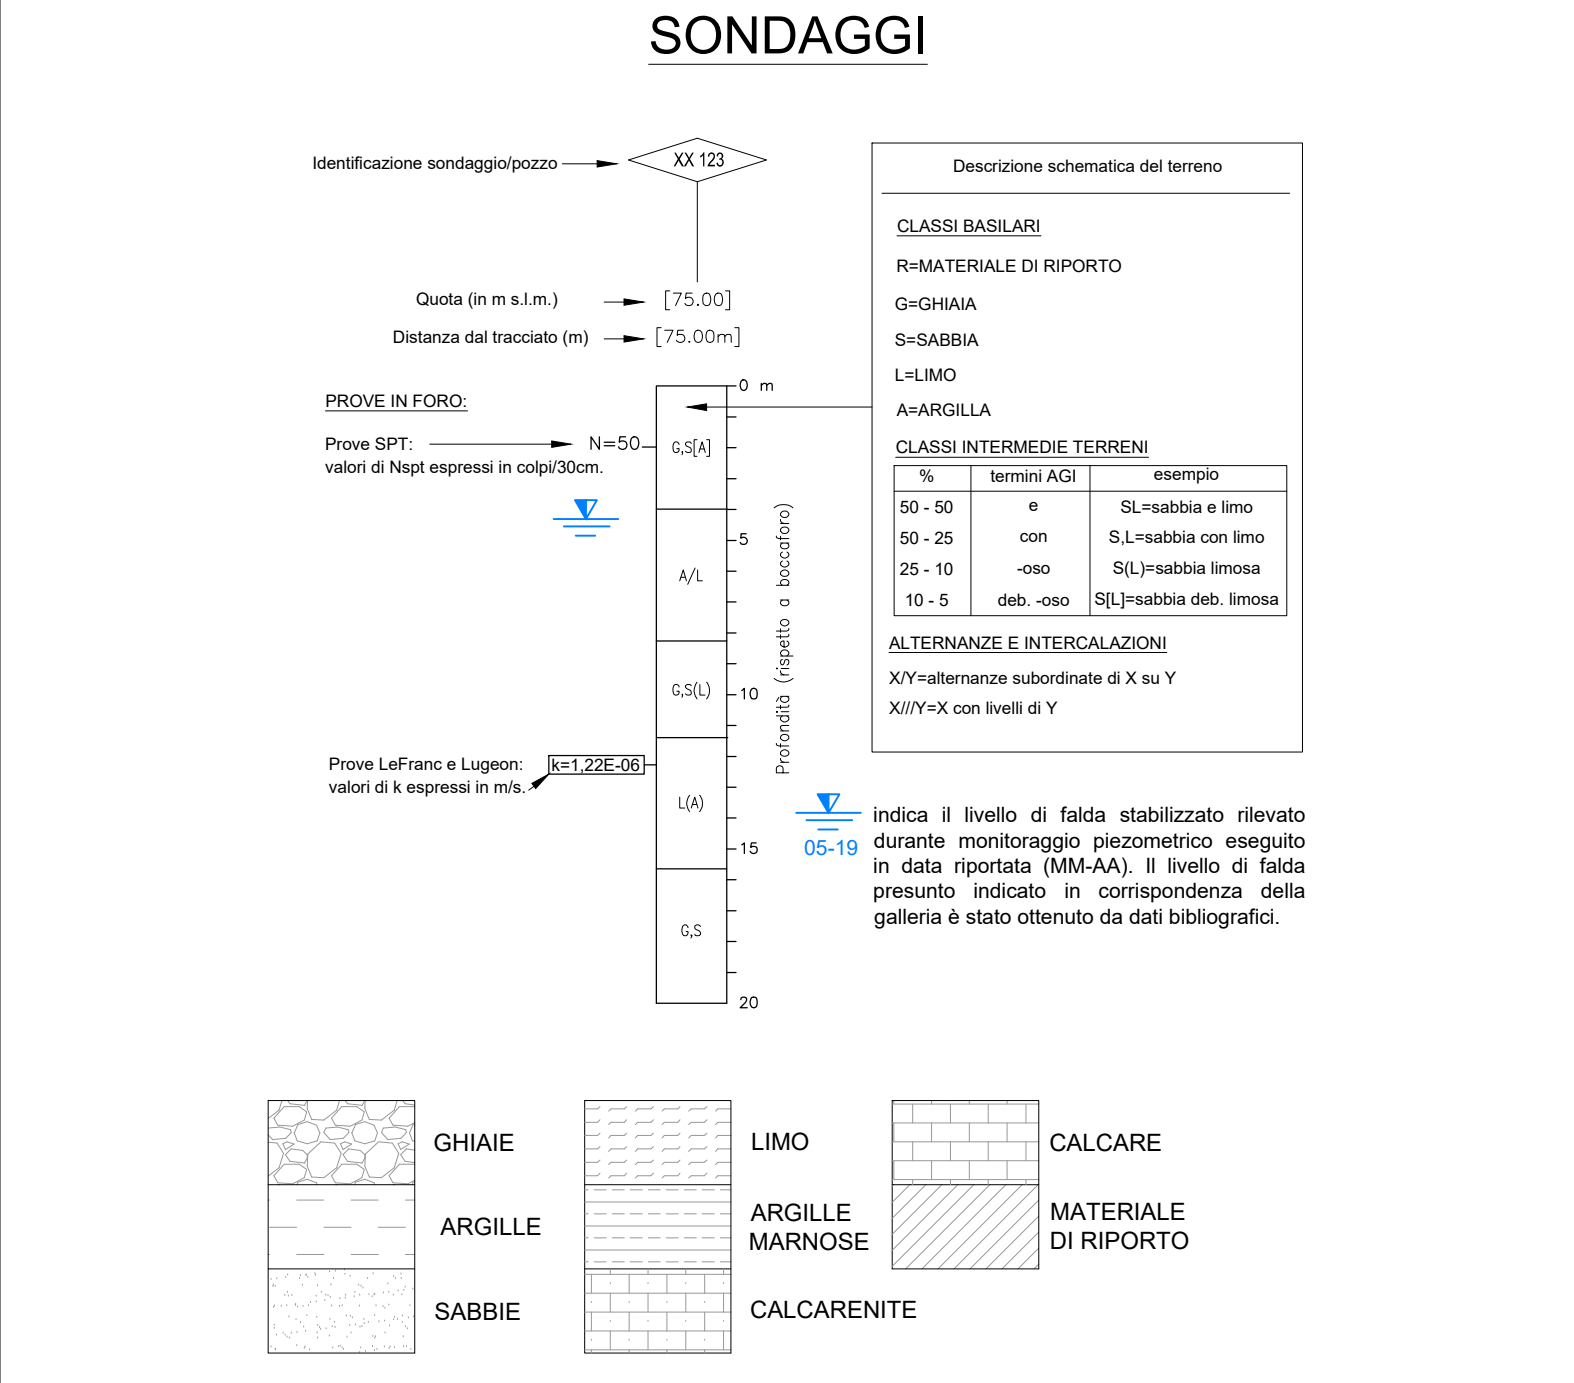 SONDAGGI
Identificazione sondaggio/pozzo
XX 123
Quota (in m s.l.m.)
[75.00]
Distanza dal tracciato (m)
[75.00m]
PROVE IN FORO:
Prove SPT:
N=50
valori di Nspt espressi in colpi/30cm.
0 m
5
10
15
20
G,S[A]
A/L
G,S(L)
L(A)
G,S
Profondità (rispetto a boccaforo)
Prove LeFranc e Lugeon:
k=1,22E-06
valori di k espressi in m/s.
Descrizione schematica del terreno
CLASSI BASILARI
R=MATERIALE DI RIPORTO
G=GHIAIA
S=SABBIA
L=LIMO
A=ARGILLA
CLASSI INTERMEDIE TERRENI
% termini AGI esempio
50 - 50 e SL=sabbia e limo
50 - 25 con S,L=sabbia con limo
25 - 10 -oso S(L)=sabbia limosa
10 - 5 deb. -oso S[L]=sabbia deb. limosa
ALTERNANZE E INTERCALAZIONI
X/Y=alternanze subordinate di X su Y
X///Y=X con livelli di Y
05-19
indica il livello di falda stabilizzato rilevato
durante monitoraggio piezometrico eseguito
in data riportata (MM-AA). Il livello di falda
presunto indicato in corrispondenza della
galleria è stato ottenuto da dati bibliografici.
GHIAIE
ARGILLE
SABBIE
LIMO
ARGILLE
MARNOSE
CALCARENITE
CALCARE
MATERIALE
DI RIPORTO